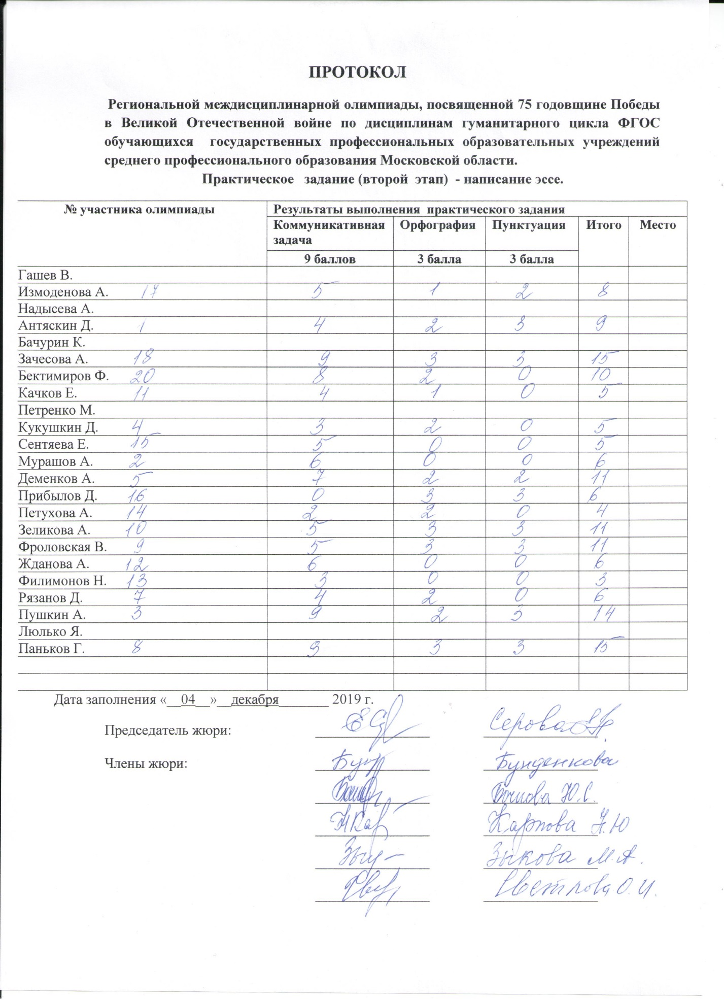 ПРОТОКОЛ
Региональной междисциплинарной олимпиады, посвященной 75 годовщине Победы
в Великой Отечественной войне по дисциплинам гуманитарного цикла ФГОС
обучающихся государственных профессиональных образовательных учреждений
среднего профессионального образования Московской области.
Практическое задание (второй этап) - написание эссе.
№ участника олимпиады Результаты выполнения практического задания
Коммуникативная Орфография Пунктуация Итого Место
задача
9 баллов 3 балла 3 балла
Гашев В.
Измоденова А. 17 5 1 2 8
Надысева А.
Антяскин Д. 1 4 2 3 9
Бачурин К.
Зачесова А. 18 9 3 3 15
Бектимиров Ф. 20 8 2 0 10
Качков Е. 11 4 1 0 5
Петренко М.
Кукушкин Д. 4 3 2 0 5
Сентяева Е. 15 5 0 0 5
Мурашов А. 2 6 0 0 6
Деменков А. 5 7 2 2 11
Прибылов Д. 16 0 3 3 6
Петухова А. 14 2 2 0 4
Зеликова А. 10 5 3 3 11
Фроловская В. 9 5 3 3 11
Жданова А. 12 6 0 0 6
Филимонов Н. 13 3 0 0 3
Рязанов Д. 7 4 2 0 6
Пушкин А. 3 9 2 3 14
Люлько Я.
Паньков Г. 8 9 3 3 15
Дата заполнения «__04__»__декабря_______ 2019 г.
Председатель жюри: Серова
Члены жюри: Бунденкова
Ю.С.
Карпова Н.Ю
Зыкова М.А.
Цветкова О.И.